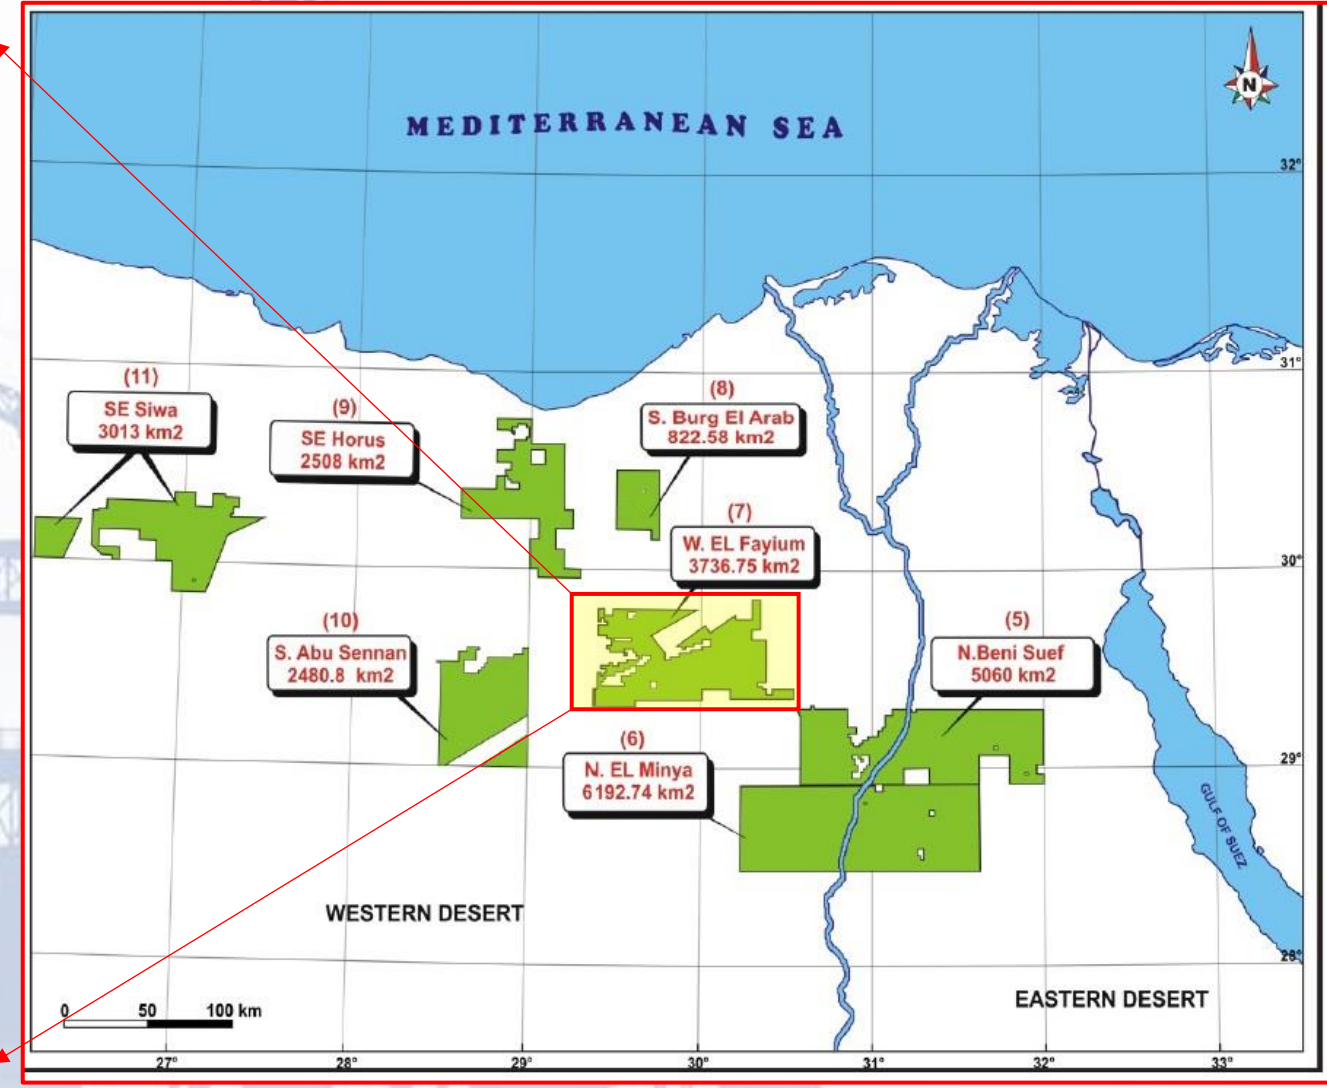 N
MEDITERRANEAN SEA
32°
31°
(11)
SE Siwa
3013 km2
(9)
SE Horus
2508 km2
(8)
S. Burg El Arab
822.58 km2
(7)
W. EL Fayium
3736.75 km2
30°
(10)
S. Abu Sennan
2480.8 km2
(5)
N.Beni Suef
5060 km2
(6)
N. EL Minya
6192.74 km2
29°
GULF OF SUEZ
WESTERN DESERT
28°
EASTERN DESERT
0 50 100 km
27° 28° 29° 30° 31° 32° 33°